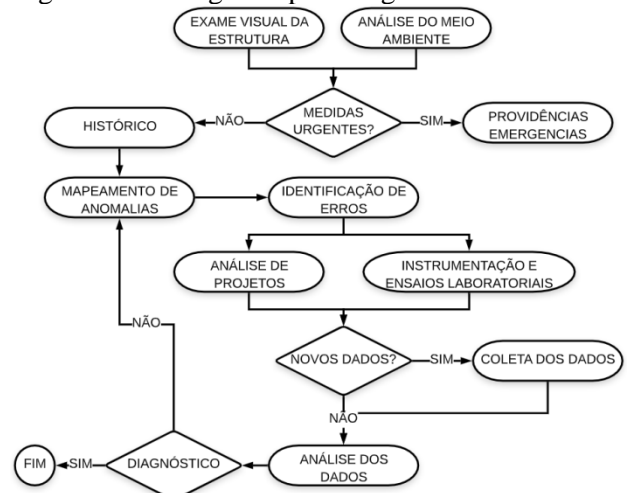 EXAME VISUAL DA
ESTRUTURA
ANÁLISE DO MEIO
AMBIENTE
MEDIDAS
URGENTES?
NÃO
SIM
HISTÓRICO
PROVIDÊNCIAS
EMERGENCIAS
MAPEAMENTO DE
ANOMALIAS
IDENTIFICAÇÃO DE
ERROS
ANÁLISE DE
PROJETOS
INSTRUMENTAÇÃO E
ENSAIOS LABORATORIAIS
NÃO
NOVOS DADOS?
SIM
COLETA DOS DADOS
NÃO
FIM
SIM
DIAGNÓSTICO
ANÁLISE DOS
DADOS